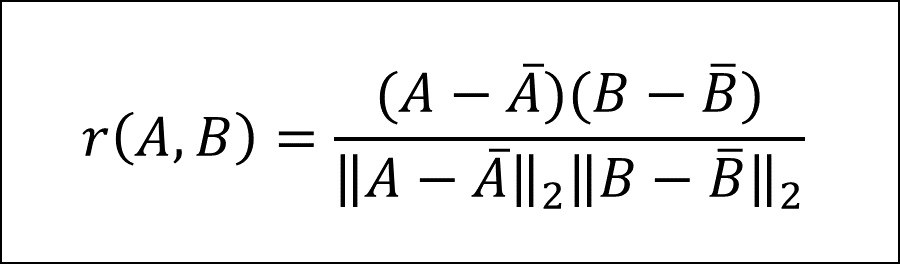 r(A, B) = (A − A̅)(B − B̅) / ‖A − A̅‖₂‖B − B̅‖₂